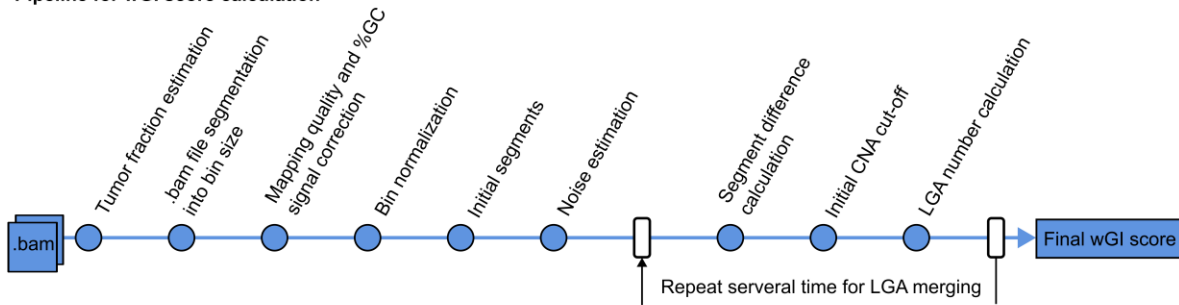 Pipeline for wGI score calculation
Tumor fraction estimation
.bam file segmentation
into bin size
Mapping quality and %GC
signal correction
Bin normalization
Initial segments
Noise estimation
Segment difference
calculation
Initial CNA cut-off
LGA number calculation
.bam
Final wGI score
Repeat serveral time for LGA merging